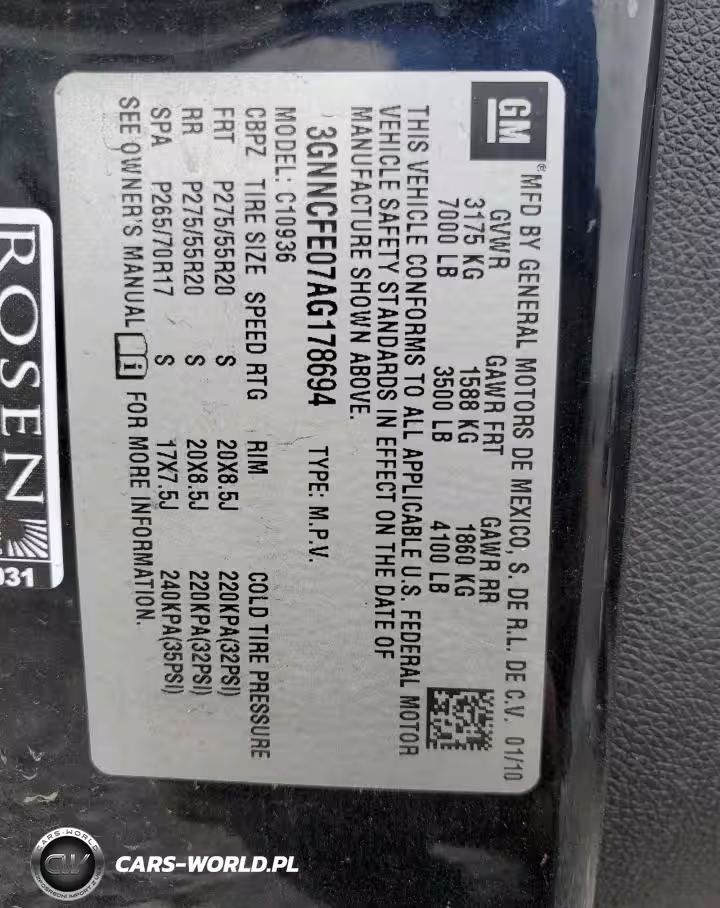 GM
® MFD BY GENERAL MOTORS DE MEXICO, S. DE R.L. DE C.V. 01/10
GVWR GAWR FRT GAWR RR
3175 KG 1588 KG 1860 KG
7000 LB 3500 LB 4100 LB
THIS VEHICLE CONFORMS TO ALL APPLICABLE U.S. FEDERAL MOTOR
VEHICLE SAFETY STANDARDS IN EFFECT ON THE DATE OF
MANUFACTURE SHOWN ABOVE.
3GNNCFE07AG178694 TYPE: M.P.V.
MODEL: C10936
CBPZ TIRE SIZE SPEED RTG RIM COLD TIRE PRESSURE
FRT P275/55R20 S 20X8.5J 220KPA(32PSI)
RR P275/55R20 S 20X8.5J 220KPA(32PSI)
SPA P265/70R17 S 17X7.5J 240KPA(35PSI)
SEE OWNER'S MANUAL FOR MORE INFORMATION.
ROSEN
031
CARS-WORLD
CW
CARS-WORLD.PL